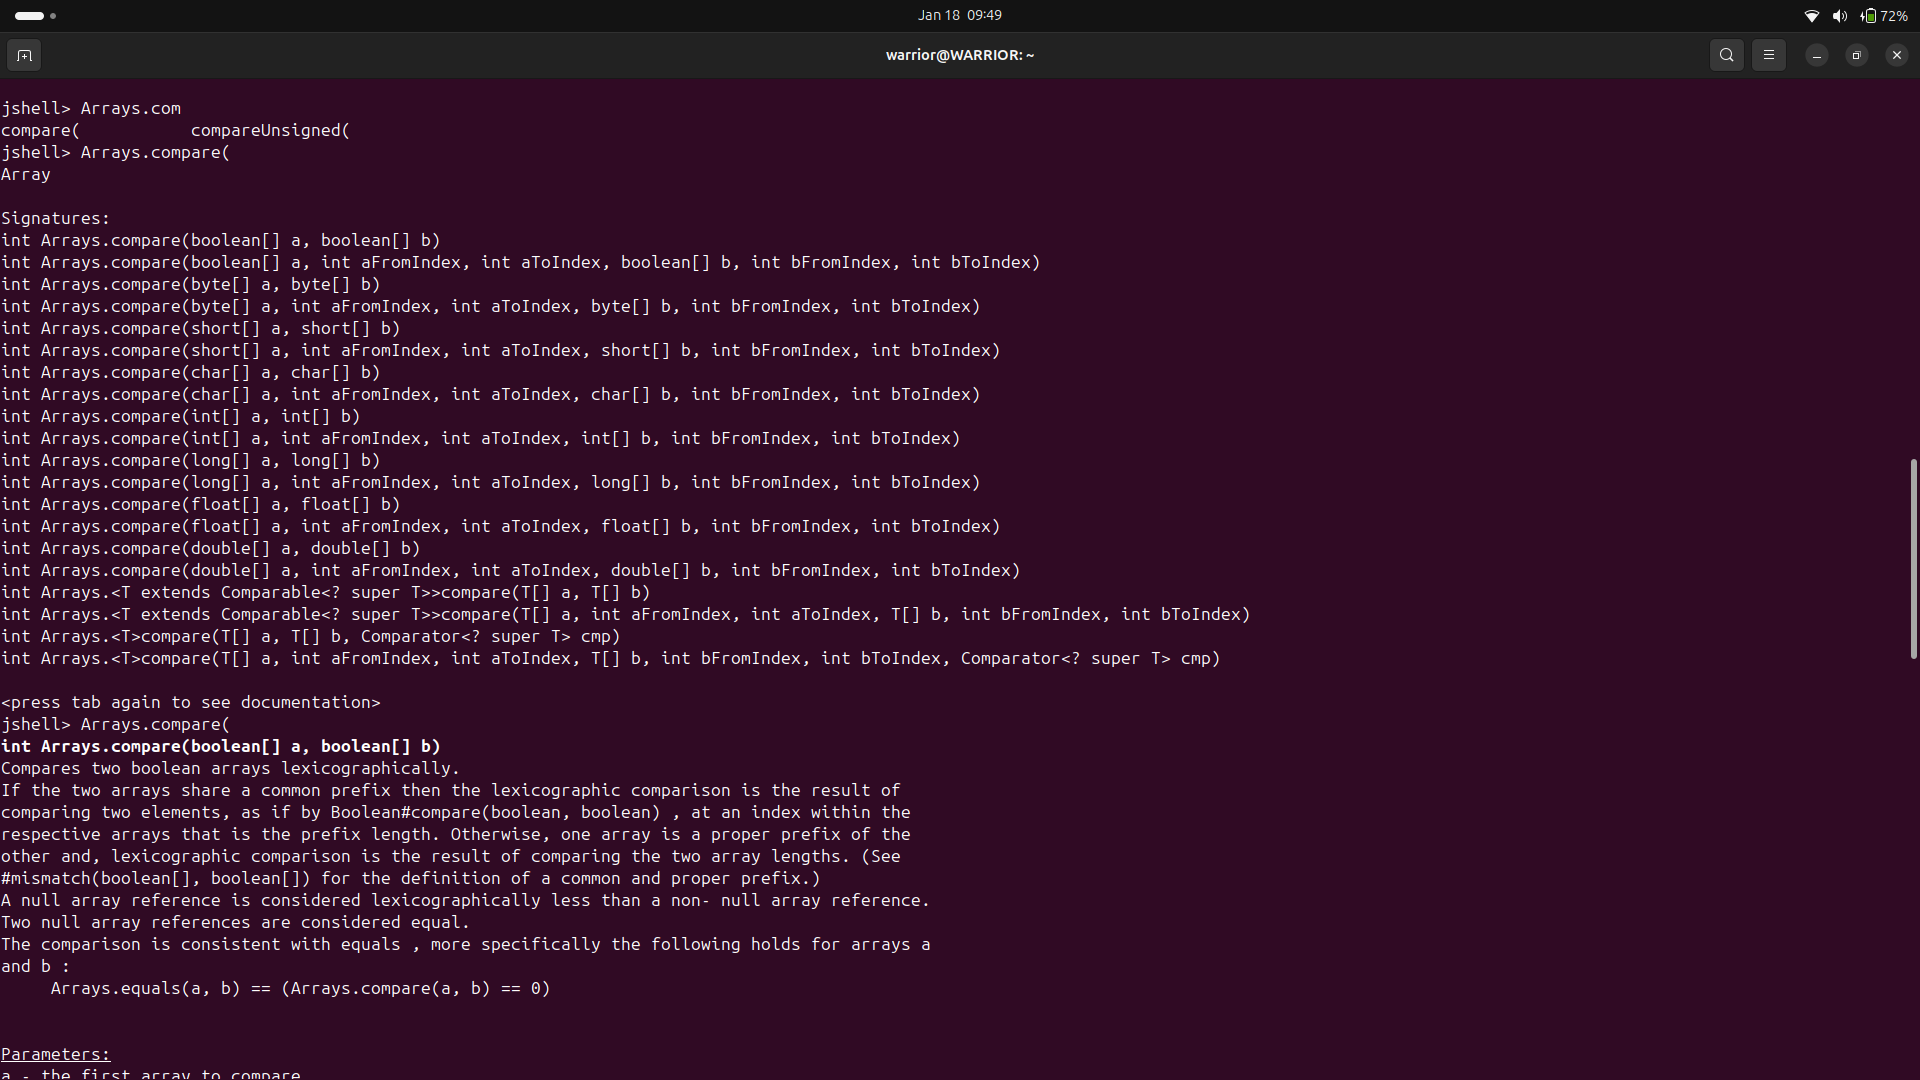 Jan 18  09:49
72%
warrior@WARRIOR: ~
jshell> Arrays.com
compare(           compareUnsigned(
jshell> Arrays.compare(
Array

Signatures:
int Arrays.compare(boolean[] a, boolean[] b)
int Arrays.compare(boolean[] a, int aFromIndex, int aToIndex, boolean[] b, int bFromIndex, int bToIndex)
int Arrays.compare(byte[] a, byte[] b)
int Arrays.compare(byte[] a, int aFromIndex, int aToIndex, byte[] b, int bFromIndex, int bToIndex)
int Arrays.compare(short[] a, short[] b)
int Arrays.compare(short[] a, int aFromIndex, int aToIndex, short[] b, int bFromIndex, int bToIndex)
int Arrays.compare(char[] a, char[] b)
int Arrays.compare(char[] a, int aFromIndex, int aToIndex, char[] b, int bFromIndex, int bToIndex)
int Arrays.compare(int[] a, int[] b)
int Arrays.compare(int[] a, int aFromIndex, int aToIndex, int[] b, int bFromIndex, int bToIndex)
int Arrays.compare(long[] a, long[] b)
int Arrays.compare(long[] a, int aFromIndex, int aToIndex, long[] b, int bFromIndex, int bToIndex)
int Arrays.compare(float[] a, float[] b)
int Arrays.compare(float[] a, int aFromIndex, int aToIndex, float[] b, int bFromIndex, int bToIndex)
int Arrays.compare(double[] a, double[] b)
int Arrays.compare(double[] a, int aFromIndex, int aToIndex, double[] b, int bFromIndex, int bToIndex)
int Arrays.<T extends Comparable<? super T>>compare(T[] a, T[] b)
int Arrays.<T extends Comparable<? super T>>compare(T[] a, int aFromIndex, int aToIndex, T[] b, int bFromIndex, int bToIndex)
int Arrays.<T>compare(T[] a, T[] b, Comparator<? super T> cmp)
int Arrays.<T>compare(T[] a, int aFromIndex, int aToIndex, T[] b, int bFromIndex, int bToIndex, Comparator<? super T> cmp)

<press tab again to see documentation>
jshell> Arrays.compare(
int Arrays.compare(boolean[] a, boolean[] b)
Compares two boolean arrays lexicographically.
If the two arrays share a common prefix then the lexicographic comparison is the result of
comparing two elements, as if by Boolean#compare(boolean, boolean) , at an index within the
respective arrays that is the prefix length. Otherwise, one array is a proper prefix of the
other and, lexicographic comparison is the result of comparing the two array lengths. (See
#mismatch(boolean[], boolean[]) for the definition of a common and proper prefix.)
A null array reference is considered lexicographically less than a non- null array reference.
Two null array references are considered equal.
The comparison is consistent with equals , more specifically the following holds for arrays a
and b :
     Arrays.equals(a, b) == (Arrays.compare(a, b) == 0)

Parameters:
a - the first array to compare